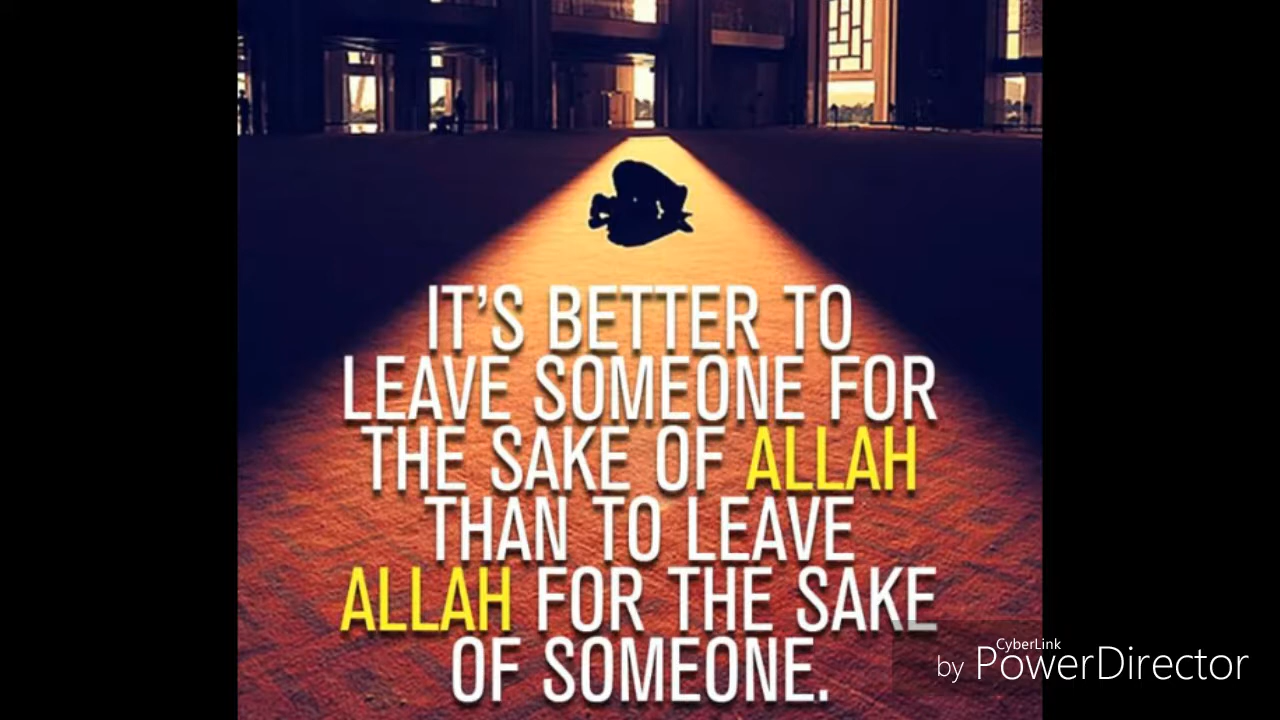 IT'S BETTER TO
LEAVE SOMEONE FOR
THE SAKE OF ALLAH
THAN TO LEAVE
ALLAH FOR THE SAKE
OF SOMEONE.
CyberLink
by PowerDirector